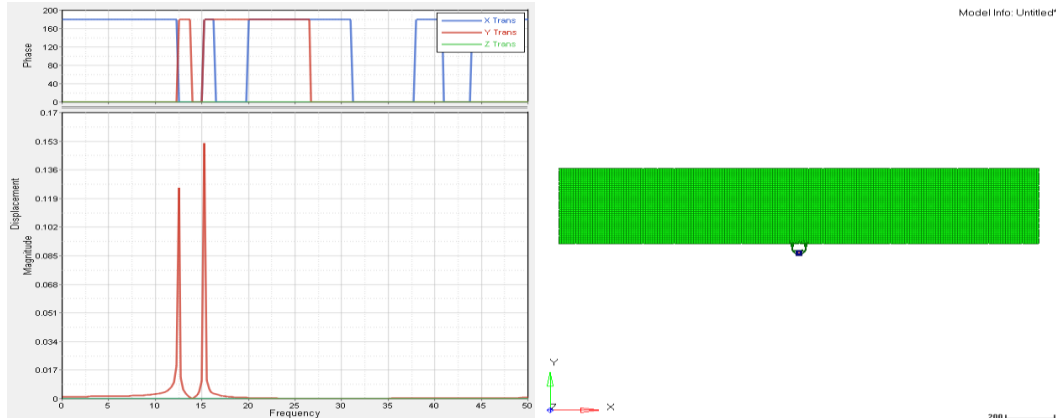 200
160
120
80
40
0
Phase
X Trans
Y Trans
Z Trans
0.17
0.153
0.136
0.119
0.102
0.085
0.068
0.051
0.034
0.017
0
Displacement
Magnitude
0 5 10 15 20 25 30 35 40 45 50
Frequency
Model Info: Untitled*
Y
Z X
200